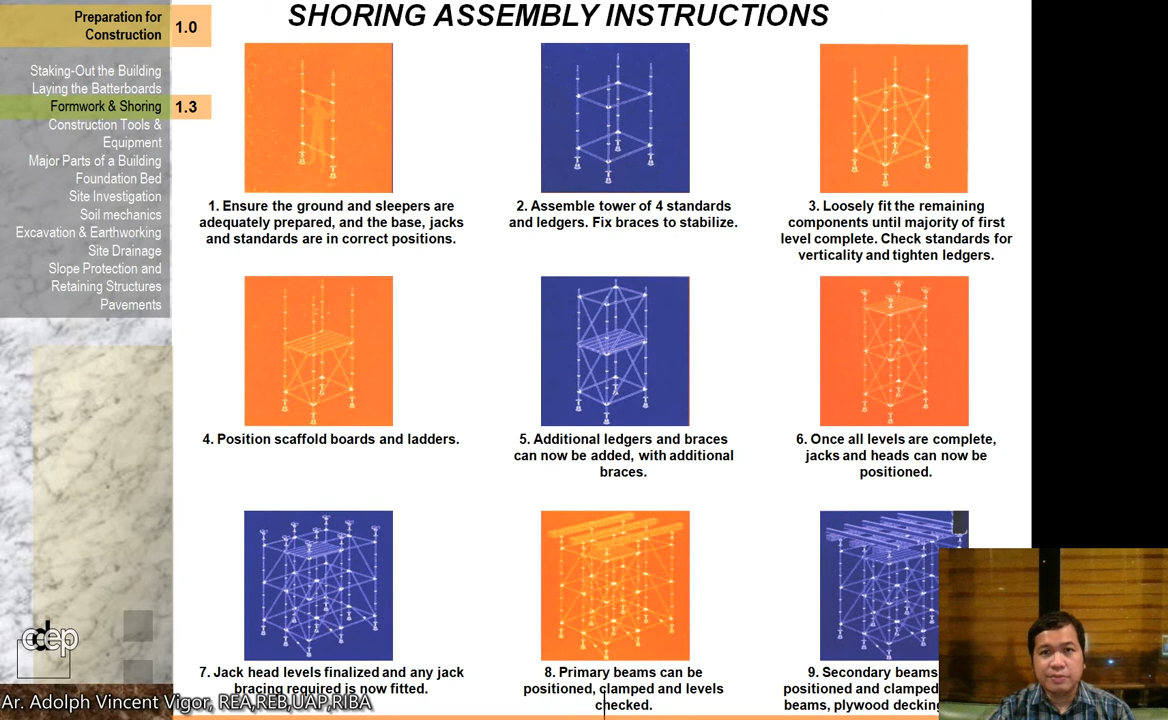 Preparation for
Construction
1.0
SHORING ASSEMBLY INSTRUCTIONS
Staking-Out the Building
Laying the Batterboards
Formwork & Shoring
1.3
Construction Tools &
Equipment
Major Parts of a Building
Foundation Bed
Site Investigation
Soil mechanics
Excavation & Earthworking
Site Drainage
Slope Protection and
Retaining Structures
Pavements
1. Ensure the ground and sleepers are
adequately prepared, and the base, jacks
and standards are in correct positions.
2. Assemble tower of 4 standards
and ledgers. Fix braces to stabilize.
3. Loosely fit the remaining
components until majority of first
level complete. Check standards for
verticality and tighten ledgers.
4. Position scaffold boards and ladders.
5. Additional ledgers and braces
can now be added, with additional
braces.
6. Once all levels are complete,
jacks and heads can now be
positioned.
7. Jack head levels finalized and any jack
bracing required is now fitted.
8. Primary beams can be
positioned, clamped and levels
checked.
9. Secondary beams
positioned and clamped
beams, plywood decking
cdep
Ar. Adolph Vincent Vigor, REA,REB,UAP,RIBA